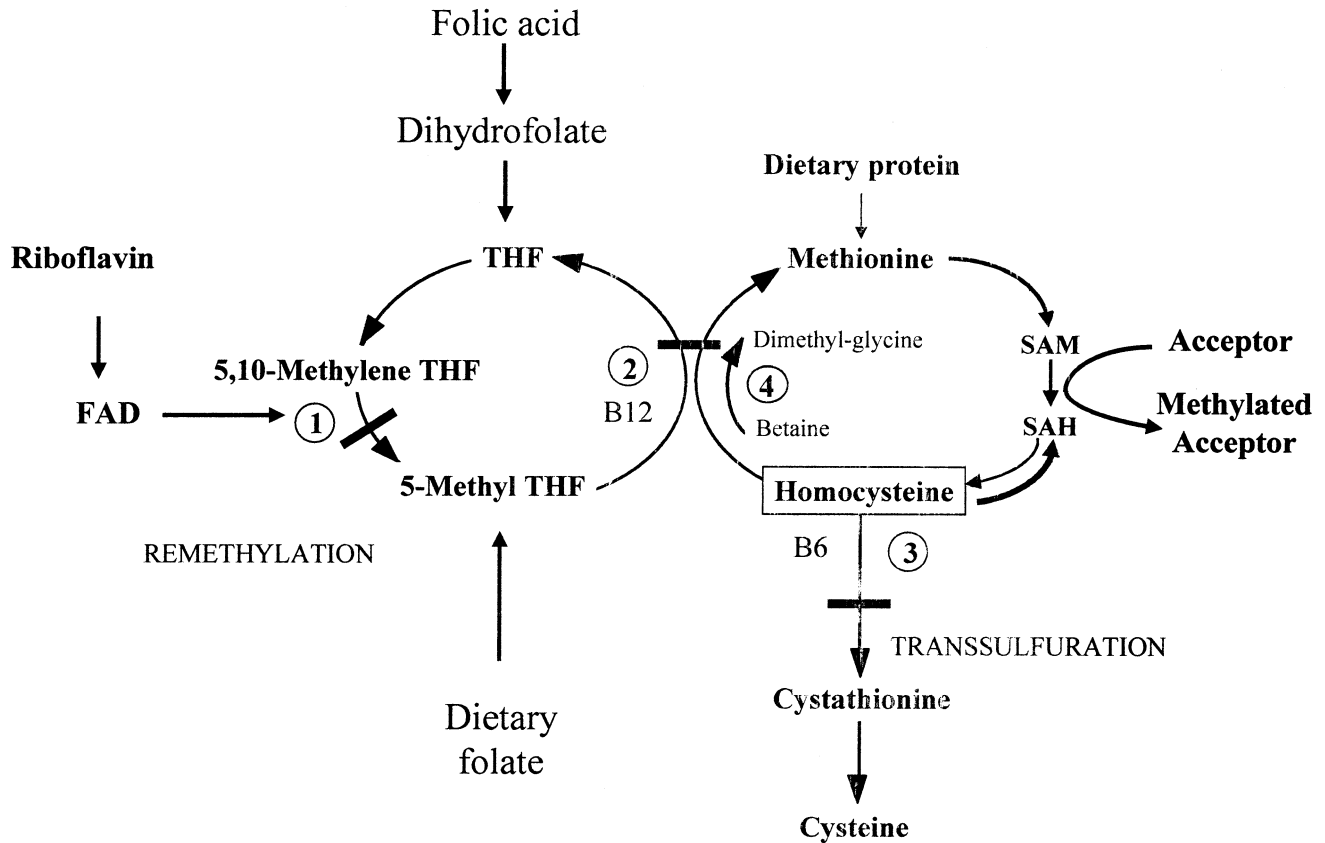 Folic acid
Dihydrofolate
Dietary protein
Riboflavin
THF
Methionine
Dimethyl-glycine
SAM
Acceptor
5,10-Methylene THF
2
4
FAD
1
B12
Betaine
SAH
Methylated
Acceptor
5-Methyl THF
Homocysteine
REMETHYLATION
B6
3
TRANSSULFURATION
Dietary
folate
Cystathionine
Cysteine